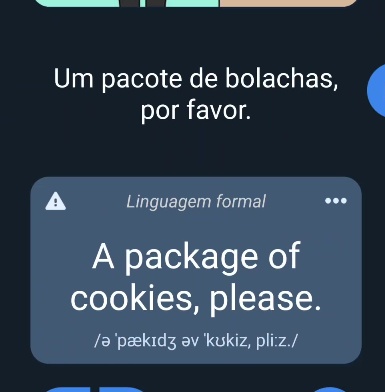 Um pacote de bolachas,
por favor.
Linguagem formal
A package of
cookies, please.
/ə ˈpækɪdʒ əv ˈkʊkiz, pliːz./